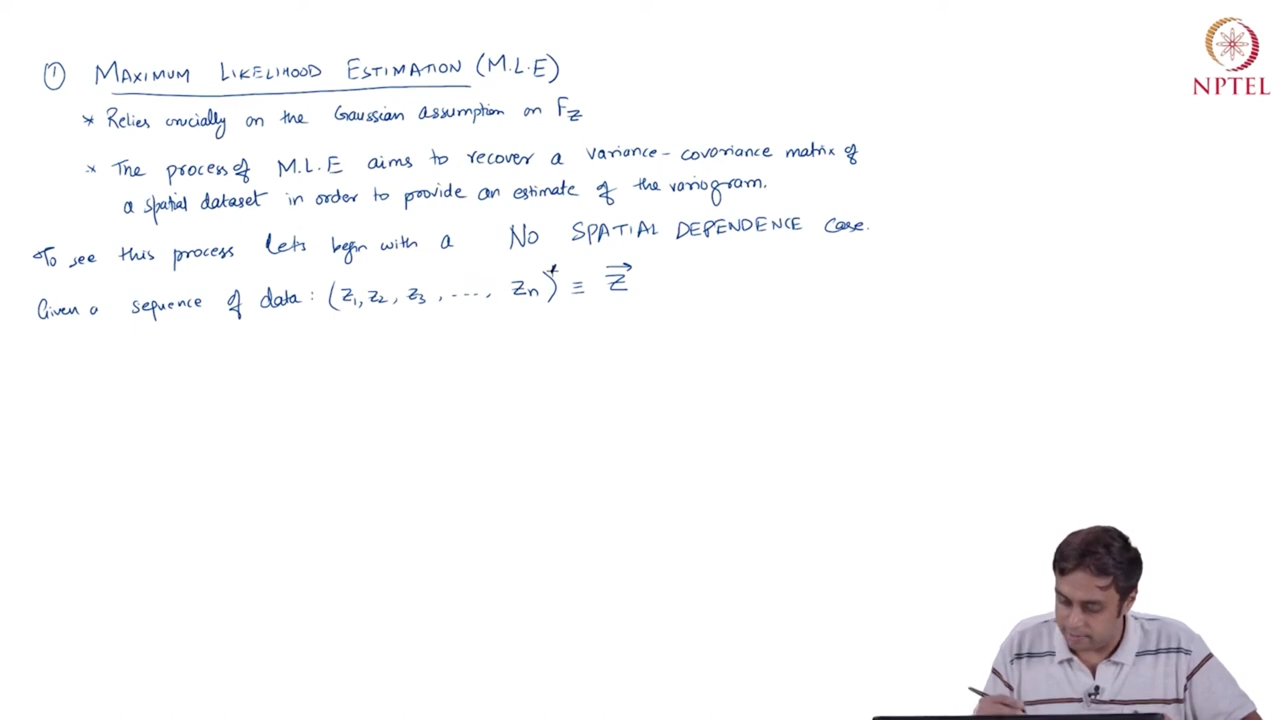 ① MAXIMUM LIKELIHOOD ESTIMATION (M.L.E)
NPTEL
* Relies crucially on the Gaussian assumption on F_Z
* The process of M.L.E aims to recover a variance-covariance matrix of
a spatial dataset in order to provide an estimate of the variogram.
To see this process lets begin with a NO SPATIAL DEPENDENCE case.
Given a sequence of data: (z₁, z₂, z₃, ...., zₙ)ᵗ ≡ z⃗